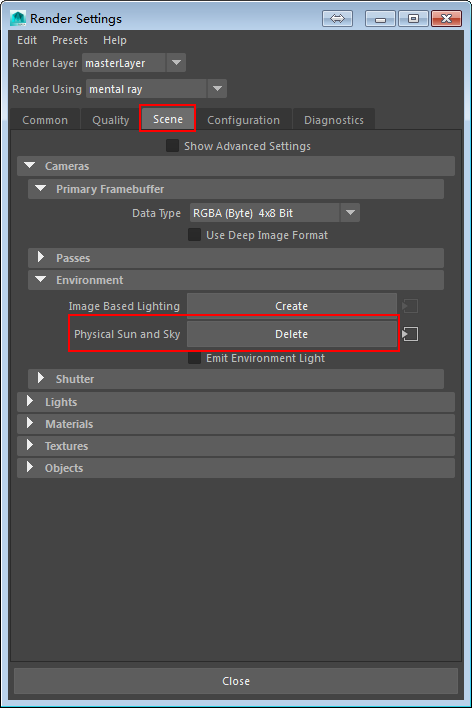 Render Settings
Edit Presets Help
Render Layer masterLayer
Render Using mental ray
Common Quality Scene Configuration Diagnostics
Show Advanced Settings
Cameras
Primary Framebuffer
Data Type RGBA (Byte) 4x8 Bit
Use Deep Image Format
Passes
Environment
Image Based Lighting Create
Physical Sun and Sky Delete
Emit Environment Light
Shutter
Lights
Materials
Textures
Objects
Close